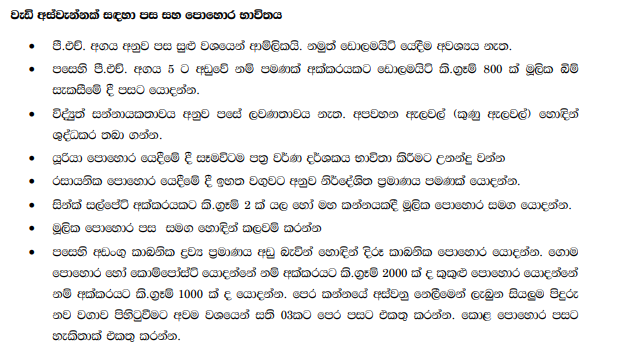 වැඩි අස්වැන්නක් සඳහා පස සහ පොහොර භාවිතය
• පී.එච්. අගය අනුව පස සුළු වශයෙන් ආම්ලිකයි. නමුත් ඩොලමයිට් යෙදීම අවශ්‍යය නැත.
• පසෙහි පී.එච්. අගය 5 ට අඩුවේ නම් පමණක් අක්කරයකට ඩොලමයිට් කි.ග්‍රෑම් 800 ක් මූලික බිම්
සැකසීමේ දී පසට යොදන්න.
• විද්‍යුත් සන්නායකතාවය අනුව පසේ ලවණතාවය නැත. අපවහන ඇලවල් (කුණු ඇලවල්) හොඳින්
ශුද්ධකර තබා ගන්න.
• යූරියා පොහොර යෙදීමේ දී සෑමවිටම පත්‍ර වර්ණ දර්ශකය භාවිතා කිරීමට උනන්දු වන්න
• රසායනික පොහොර යෙදීමේ දී ඉහත වගුවට අනුව නිර්දේශිත ප්‍රමාණය පමණක් යොදන්න.
• සින්ක් සල්පේට් අක්කරයකට කි.ග්‍රෑම් 2 ක් යල හෝ මහ කන්නයකදී මූලික පොහොර සමග යොදන්න.
• මූලික පොහොර පස සමග හොඳින් කලවම් කරන්න
• පසෙහි අඩංගු කාබනික ද්‍රව්‍ය ප්‍රමාණය අඩු බැවින් හොඳින් දිරූ කාබනික පොහොර යොදන්න. ගොම
පොහොර හෝ කොම්පෝස්ට් යොදන්නේ නම් අක්කරයට කි.ග්‍රෑම් 2000 ක් ද කුකුළු පොහොර යොදන්නේ
නම් අක්කරයට කි.ග්‍රෑම් 1000 ක් ද යොදන්න. පෙර කන්නයේ අස්වනු නෙලීමෙන් ලැබුන සියලුම පිදුරු
නව වගාව පිහිටුවීමට අවම වශයෙන් සති 03කට පෙර පසට එකතු කරන්න. කොළ පොහොර පසට
හැකිතාක් එකතු කරන්න.